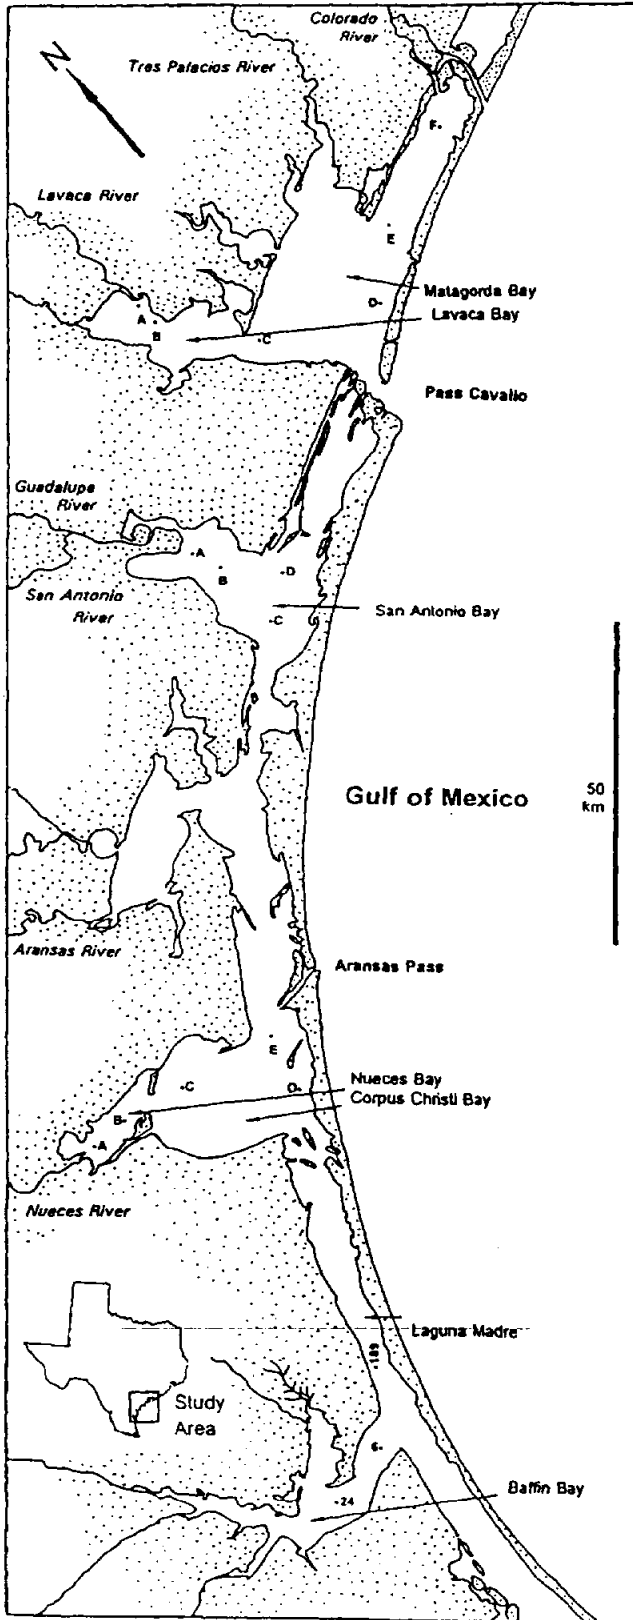 Colorado
River
N
Tres Palacios River
F
Lavaca River
E
Matagorda Bay
D
Lavaca Bay
A
B
C
Pass Cavallo
Guadalupe
River
A
B
D
San Antonio
River
San Antonio Bay
C
Gulf of Mexico
50
km
Aransas River
Aransas Pass
E
Nueces Bay
C
D
Corpus Christi Bay
B
A
Nueces River
Laguna Madre
189
Study
Area
6
24
Baffin Bay